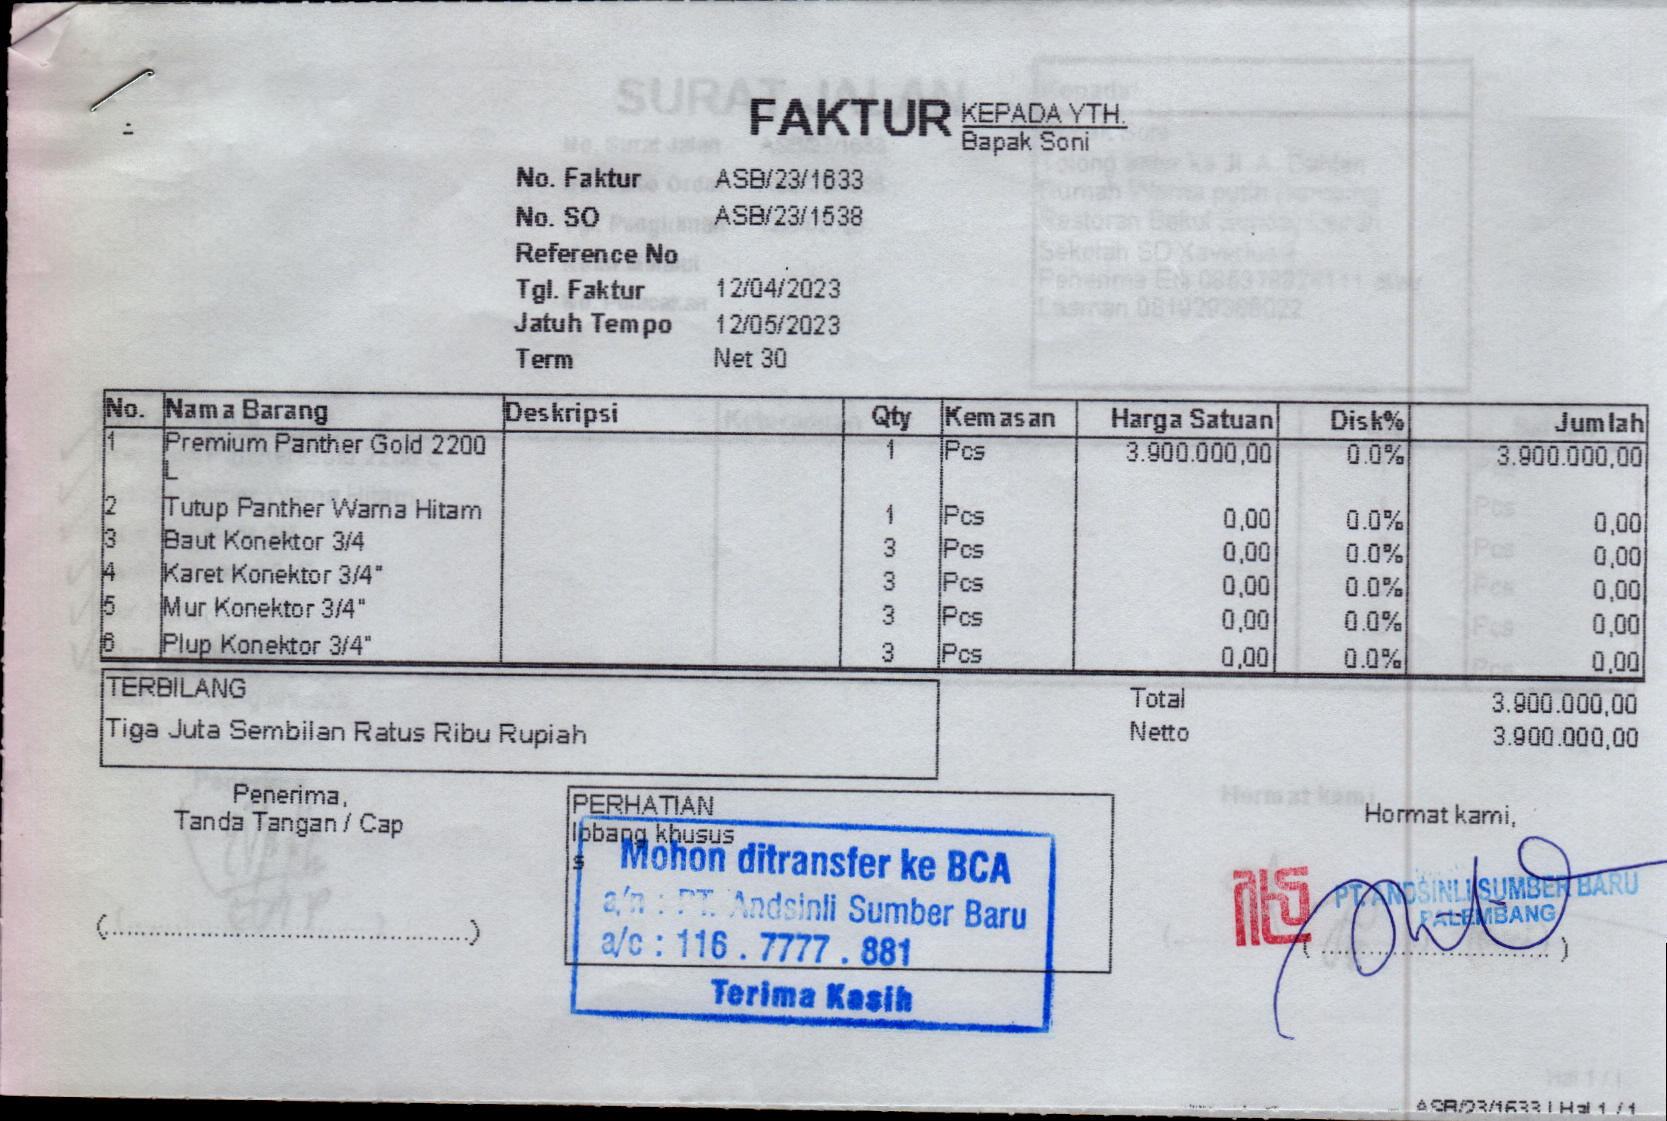 FAKTUR
KEPADA YTH.
Bapak Soni
No. Faktur ASB/23/1633
No. SO ASB/23/1538
Reference No
Tgl. Faktur 12/04/2023
Jatuh Tempo 12/05/2023
Term Net 30
No. Nama Barang Deskripsi Qty Kemasan Harga Satuan Disk% Jumlah
1 Premium Panther Gold 2200 1 Pcs 3.900.000,00 0.0% 3.900.000,00
L
2 Tutup Panther Warna Hitam 1 Pcs 0,00 0.0% 0,00
3 Baut Konektor 3/4 3 Pcs 0,00 0.0% 0,00
4 Karet Konektor 3/4" 3 Pcs 0,00 0.0% 0,00
5 Mur Konektor 3/4" 3 Pcs 0,00 0.0% 0,00
6 Plup Konektor 3/4" 3 Pcs 0,00 0.0% 0,00
TERBILANG
Tiga Juta Sembilan Ratus Ribu Rupiah
Total 3.900.000,00
Netto 3.900.000,00
Penerima,
Tanda Tangan / Cap
(..............................................)
PERHATIAN
lobang khusus
s
Mohon ditransfer ke BCA
a/n : PT. Andsinli Sumber Baru
a/c : 116 . 7777 . 881
Terima Kasih
Hormat kami,
PT. ANDSINLI SUMBER BARU
PALEMBANG
(..............................)
ASB/23/1633 | Hal 1 / 1